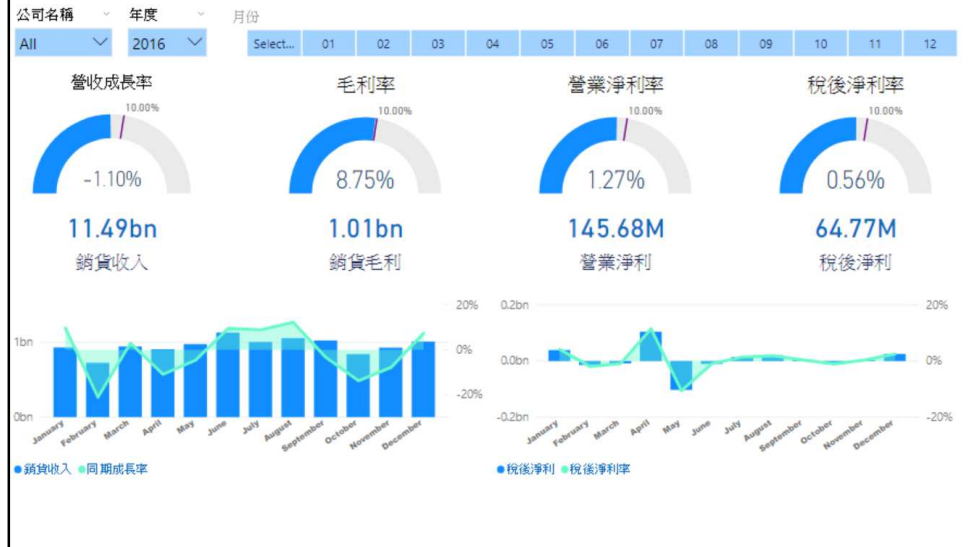 公司名稱 年度 月份
All 2016 Select... 01 02 03 04 05 06 07 08 09 10 11 12
營收成長率 毛利率 營業淨利率 稅後淨利率
10.00% 10.00% 10.00% 10.00%
-1.10% 8.75% 1.27% 0.56%
11.49bn 1.01bn 145.68M 64.77M
銷貨收入 銷貨毛利 營業淨利 稅後淨利
20% 0.2bn 20%
1bn 0% 0.0bn 0%
-20%
0bn -0.2bn -20%
January February March April May June July August September October November December January February March April May June July August September October November December
銷貨收入 同期成長率 稅後淨利 稅後淨利率